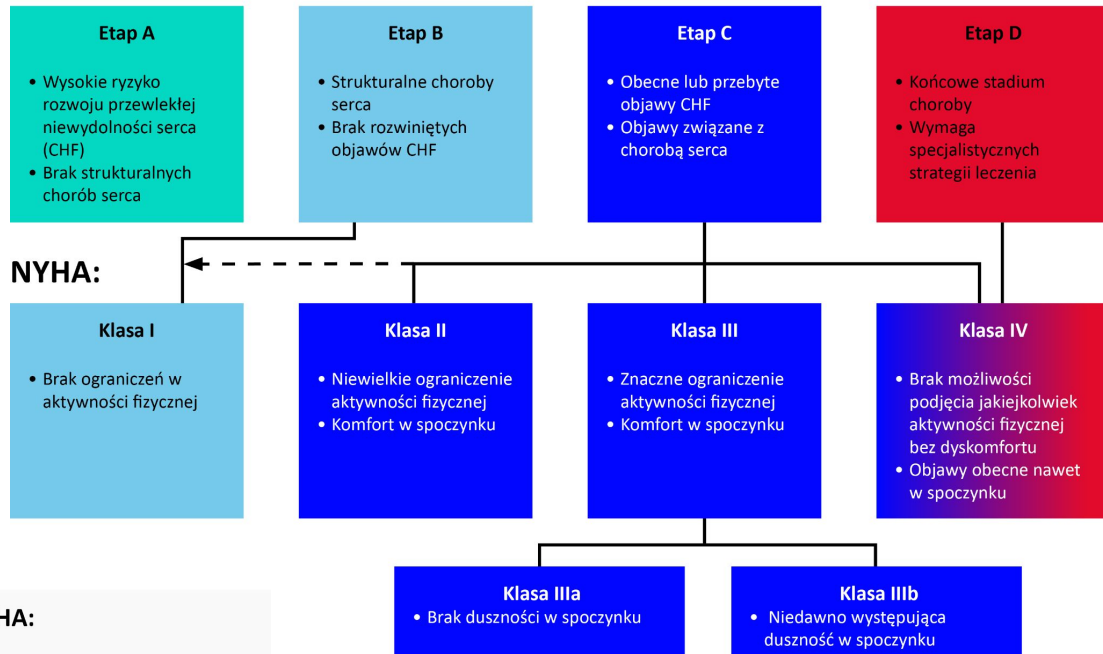 Etap A
• Wysokie ryzyko
rozwoju przewlekłej
niewydolności serca
(CHF)
• Brak strukturalnych
chorób serca
Etap B
• Strukturalne choroby
serca
• Brak rozwiniętych
objawów CHF
Etap C
• Obecne lub przebyte
objawy CHF
• Objawy związane z
chorobą serca
Etap D
• Końcowe stadium
choroby
• Wymaga
specjalistycznych
strategii leczenia
NYHA:
Klasa I
• Brak ograniczeń w
aktywności fizycznej
Klasa II
• Niewielkie ograniczenie
aktywności fizycznej
• Komfort w spoczynku
Klasa III
• Znaczne ograniczenie
aktywności fizycznej
• Komfort w spoczynku
Klasa IV
• Brak możliwości
podjęcia jakiejkolwiek
aktywności fizycznej
bez dyskomfortu
• Objawy obecne nawet
w spoczynku
Klasa IIIa
• Brak duszności w spoczynku
Klasa IIIb
• Niedawno występująca
duszność w spoczynku
HA: